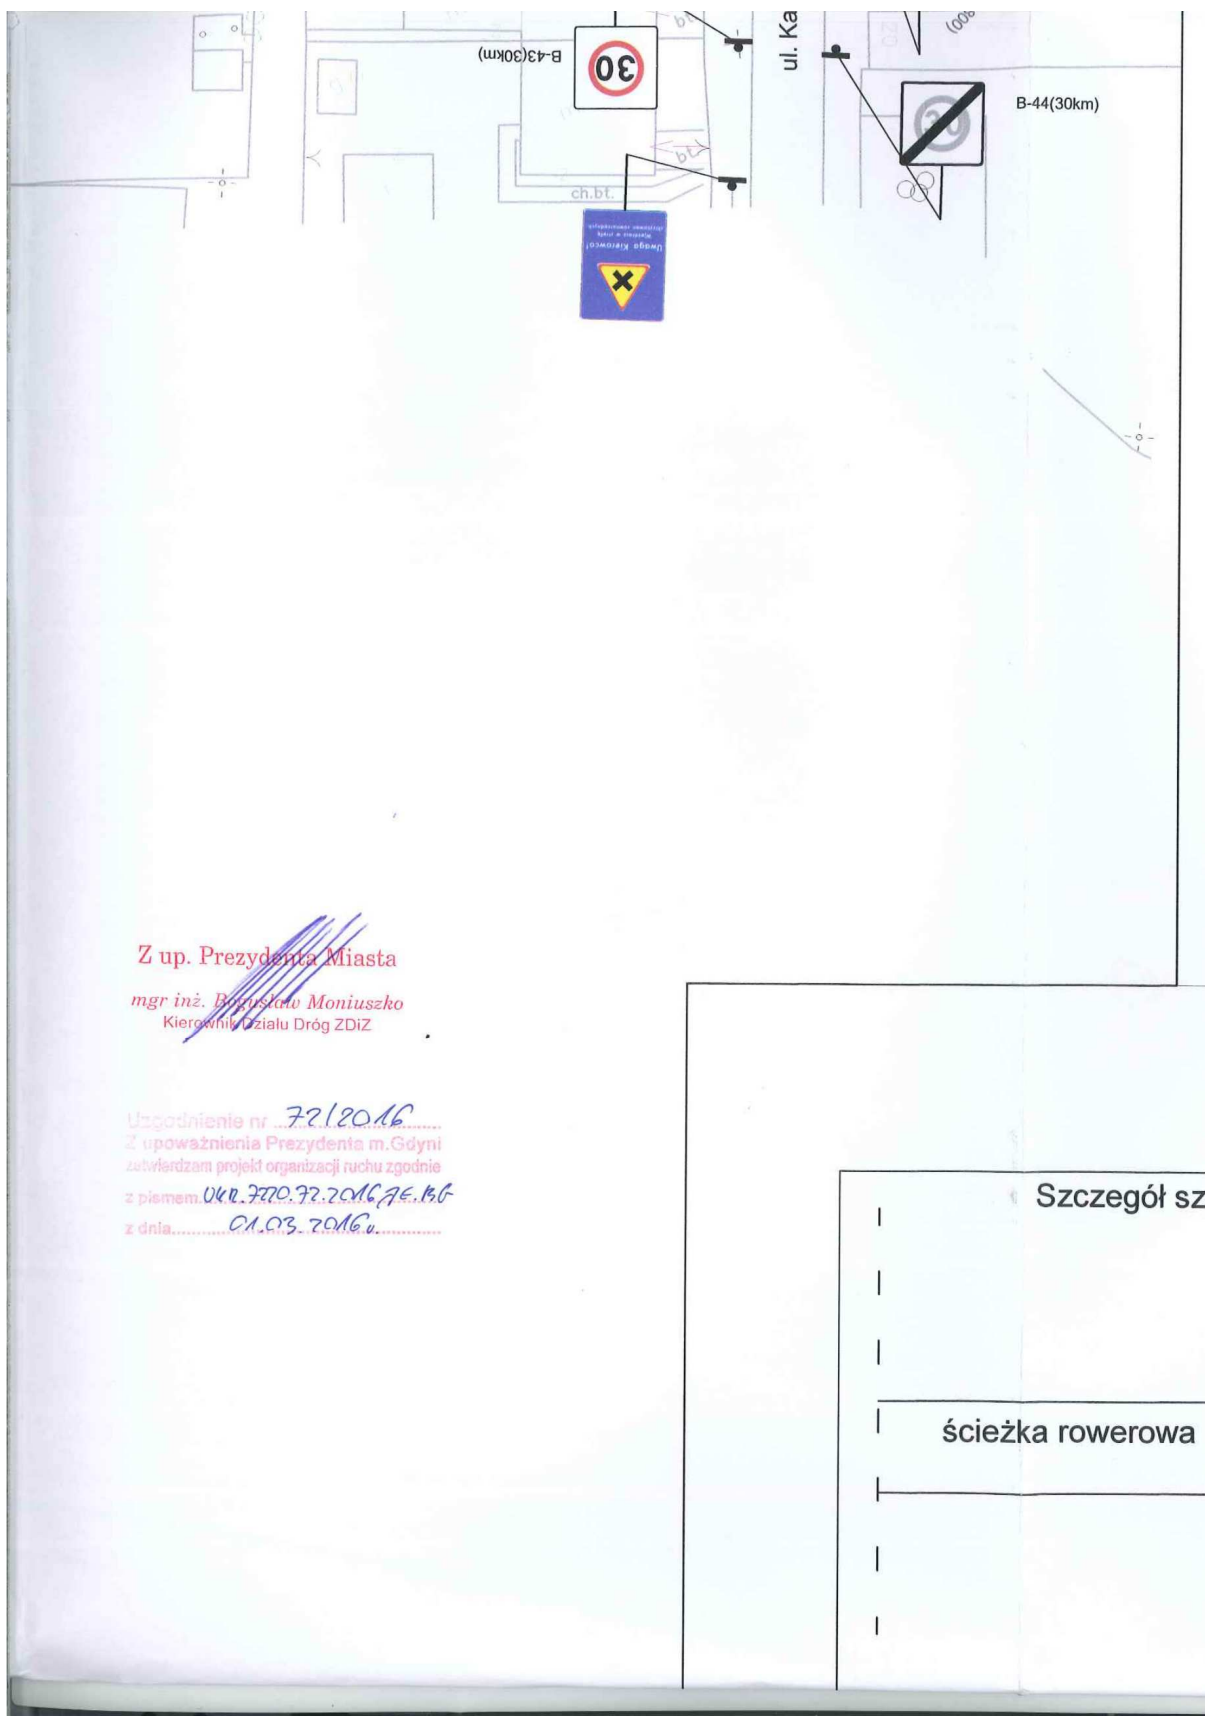 ul. Ka
B-43(30km)
30
B-44(30km)
bt.
ch.bt.
Uwaga Kierowco!
Z up. Prezydenta Miasta
mgr inż. Bogusław Moniuszko
Kierownik Działu Dróg ZDiZ
Uzgodnienie nr 72/2016
Z upoważnienia Prezydenta m.Gdyni
zatwierdzam projekt organizacji ruchu zgodnie
z pismem
z dnia 01.03.2016
Szczegół sz
ścieżka rowerowa